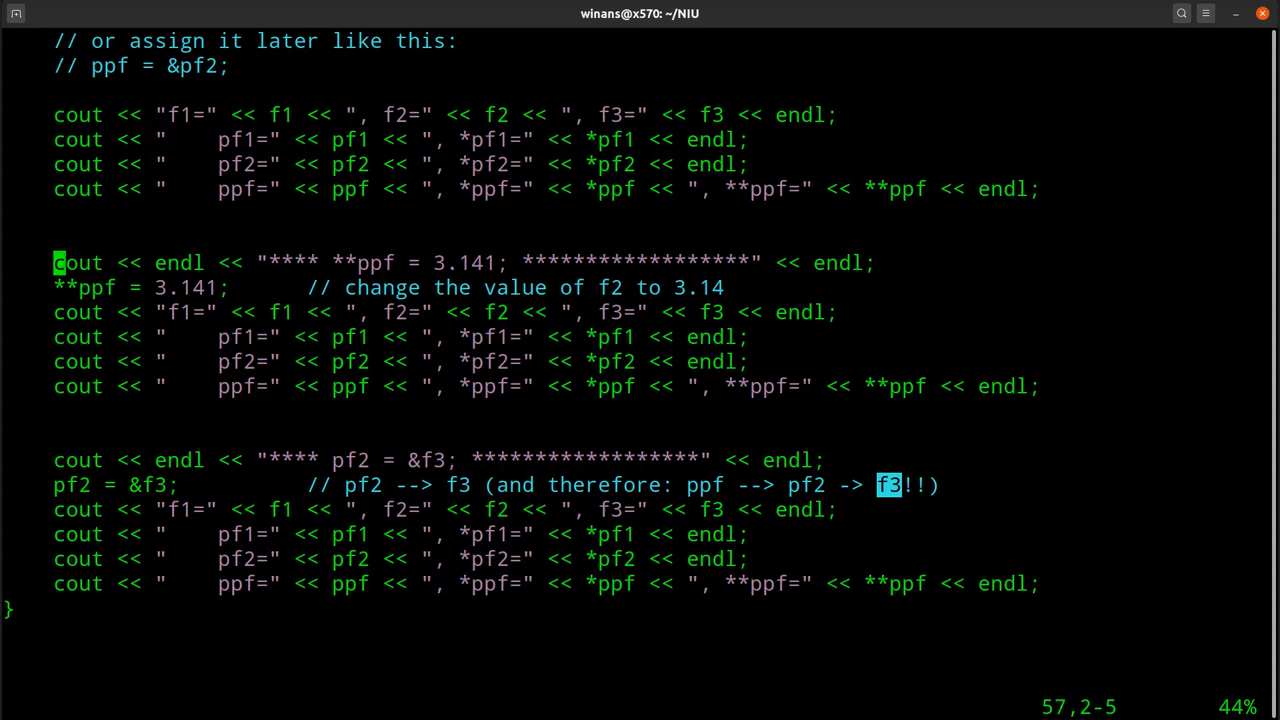 winans@x570: ~/NIU
// or assign it later like this:
// ppf = &pf2;
cout << "f1=" << f1 << ", f2=" << f2 << ", f3=" << f3 << endl;
cout << "    pf1=" << pf1 << ", *pf1=" << *pf1 << endl;
cout << "    pf2=" << pf2 << ", *pf2=" << *pf2 << endl;
cout << "    ppf=" << ppf << ", *ppf=" << *ppf << ", **ppf=" << **ppf << endl;
cout << endl << "**** **ppf = 3.141; ******************" << endl;
**ppf = 3.141;      // change the value of f2 to 3.14
cout << "f1=" << f1 << ", f2=" << f2 << ", f3=" << f3 << endl;
cout << "    pf1=" << pf1 << ", *pf1=" << *pf1 << endl;
cout << "    pf2=" << pf2 << ", *pf2=" << *pf2 << endl;
cout << "    ppf=" << ppf << ", *ppf=" << *ppf << ", **ppf=" << **ppf << endl;
cout << endl << "**** pf2 = &f3; ******************" << endl;
pf2 = &f3;          // pf2 --> f3 (and therefore: ppf --> pf2 -> f3!!)
cout << "f1=" << f1 << ", f2=" << f2 << ", f3=" << f3 << endl;
cout << "    pf1=" << pf1 << ", *pf1=" << *pf1 << endl;
cout << "    pf2=" << pf2 << ", *pf2=" << *pf2 << endl;
cout << "    ppf=" << ppf << ", *ppf=" << *ppf << ", **ppf=" << **ppf << endl;
}
57,2-5        44%